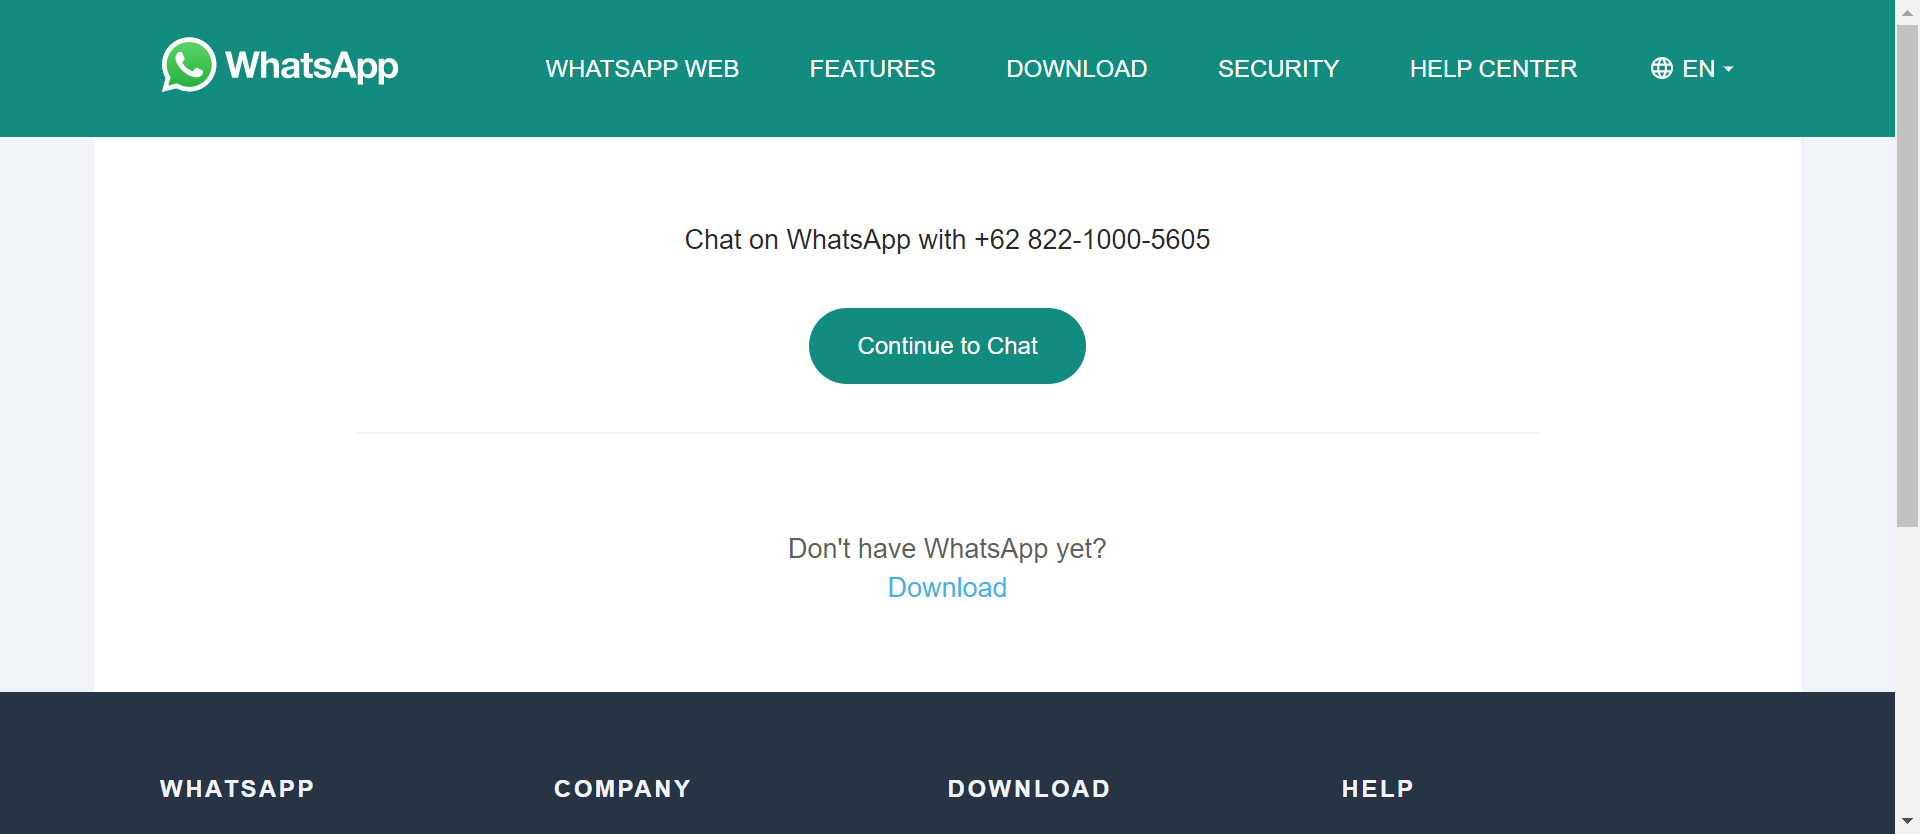 WhatsApp
WHATSAPP WEB
FEATURES
DOWNLOAD
SECURITY
HELP CENTER
EN
Chat on WhatsApp with +62 822-1000-5605
Continue to Chat
Don't have WhatsApp yet?
Download
WHATSAPP
COMPANY
DOWNLOAD
HELP